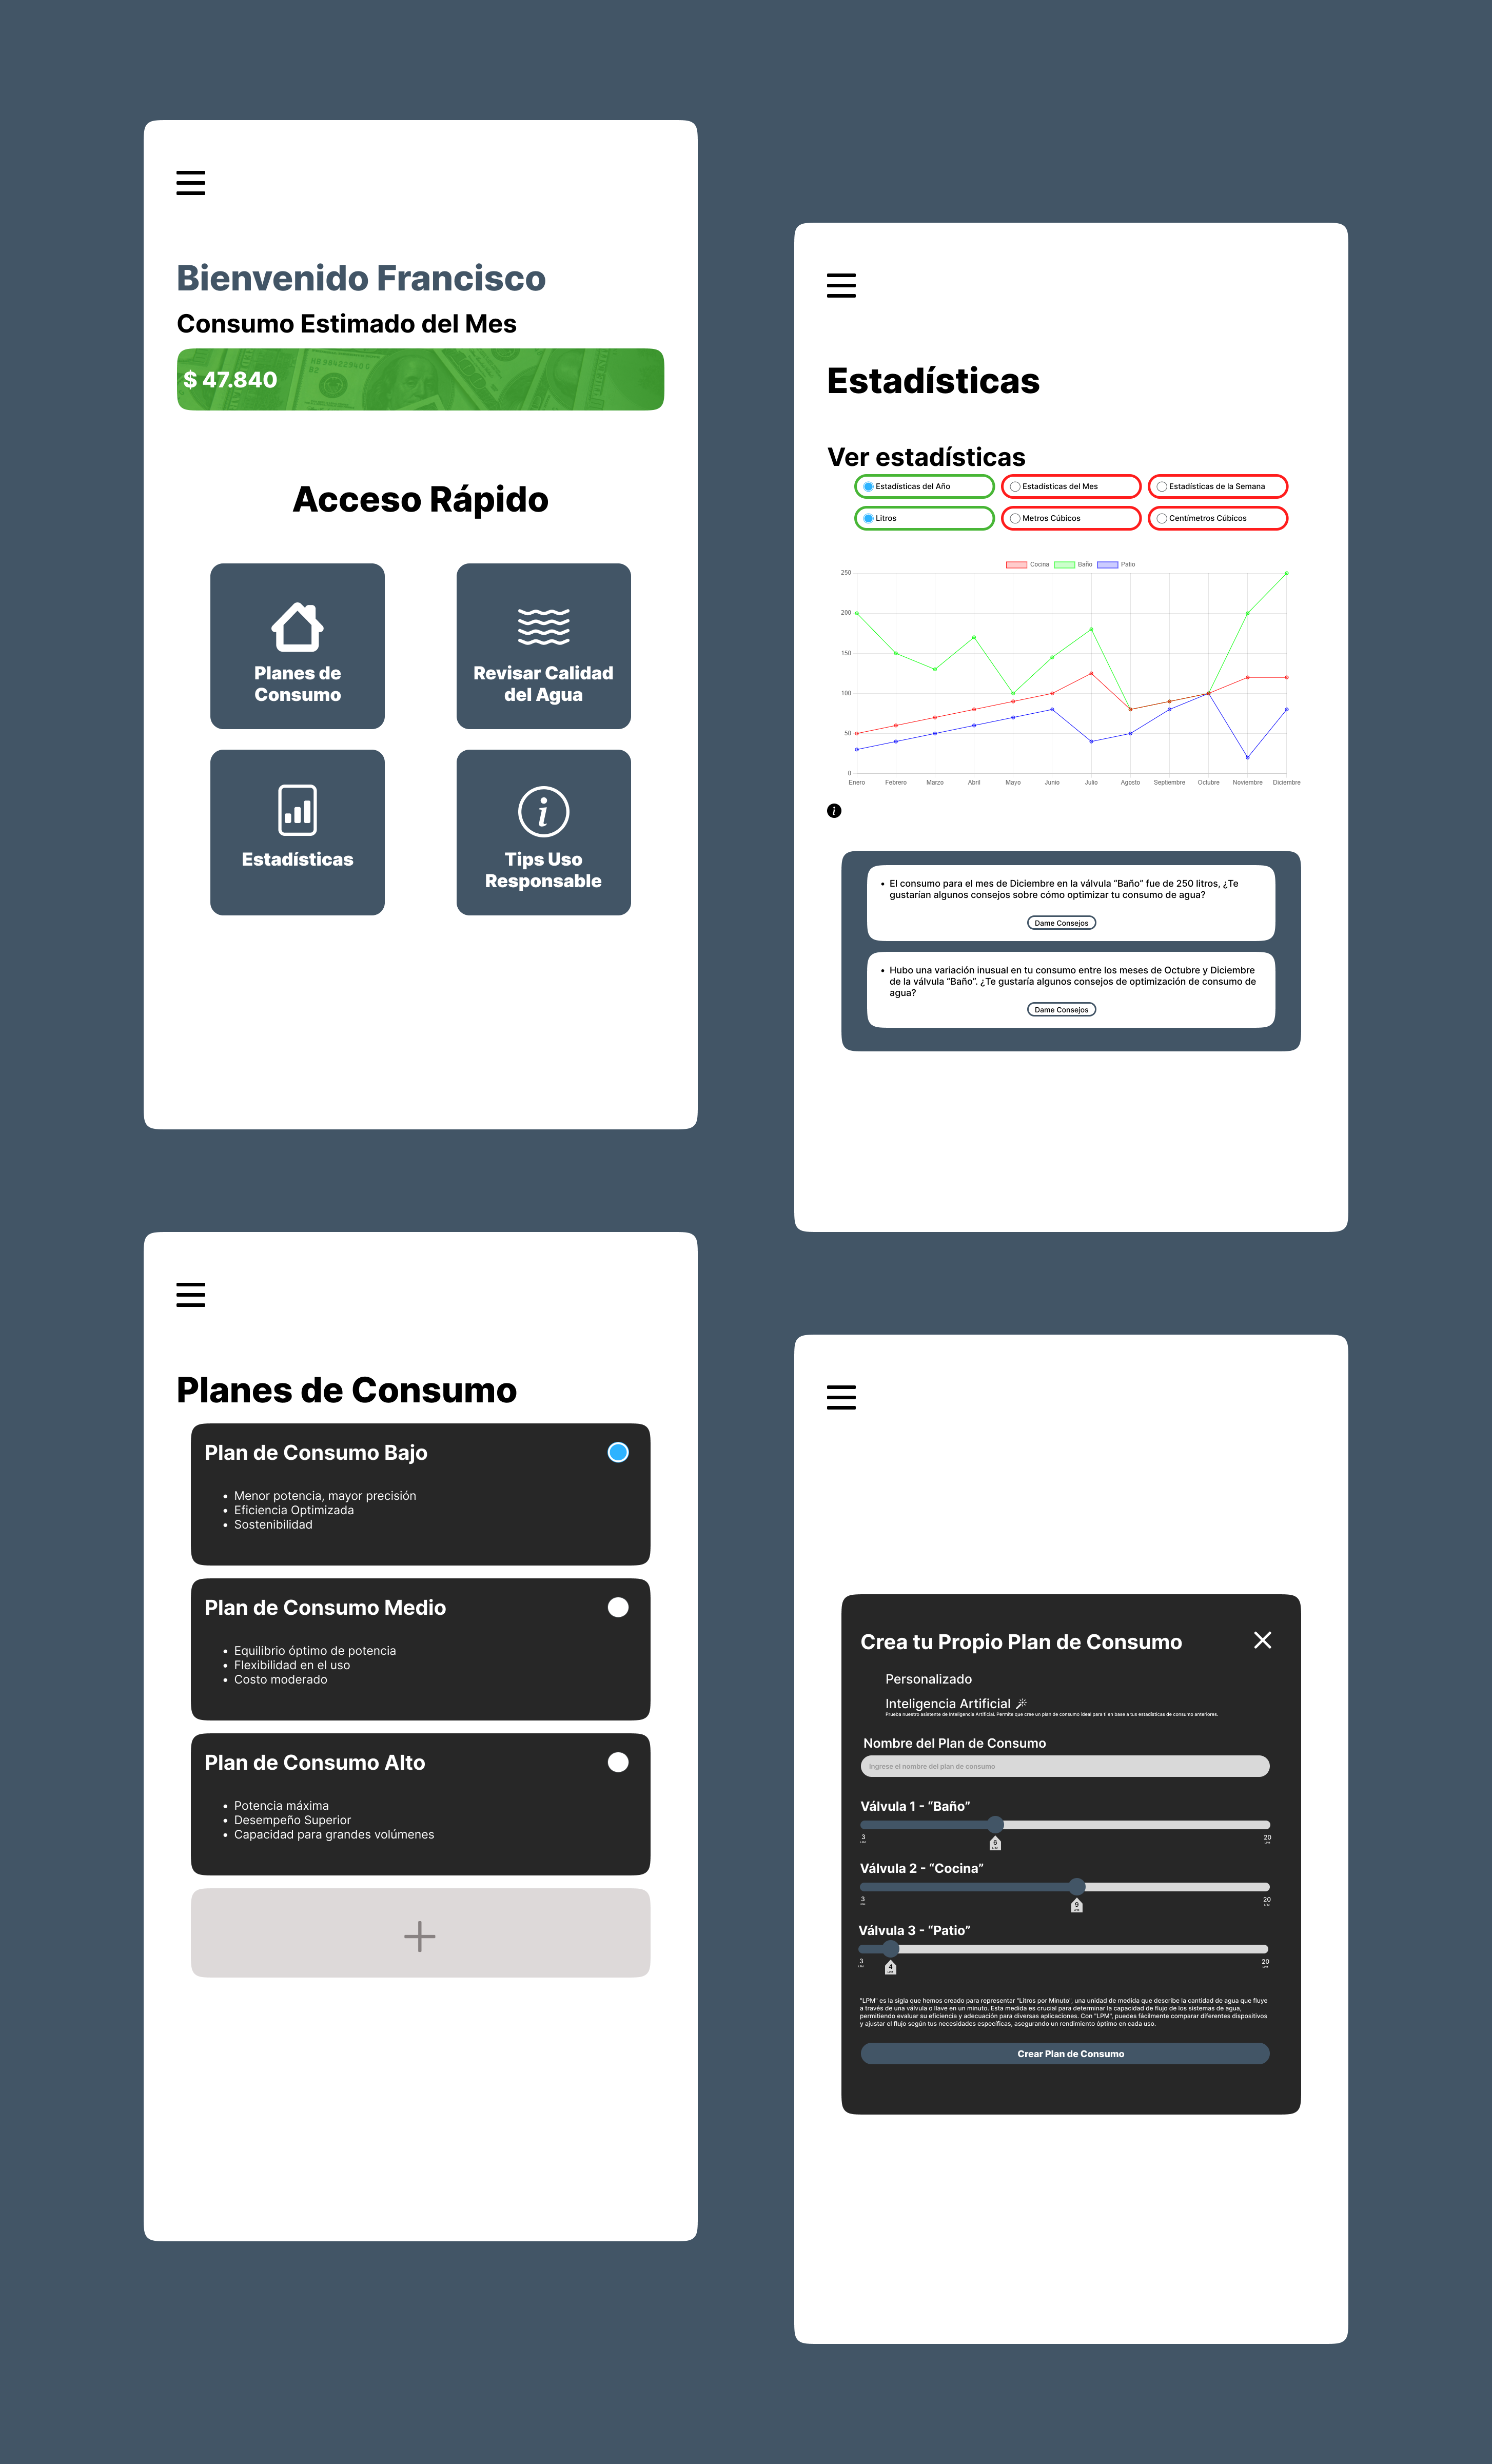 Bienvenido Francisco
Consumo Estimado del Mes
$ 47.840
Acceso Rápido
Planes de
Consumo
Revisar Calidad
del Agua
Estadísticas
Tips Uso
Responsable
Estadísticas
Ver estadísticas
Estadísticas del Año
Estadísticas del Mes
Estadísticas de la Semana
Litros
Metros Cúbicos
Centímetros Cúbicos
Cocina Baño Patio
250
200
150
100
50
0
Enero Febrero Marzo Abril Mayo Junio Julio Agosto Septiembre Octubre Noviembre Diciembre
• El consumo para el mes de Diciembre en la válvula “Baño” fue de 250 litros, ¿Te
gustarían algunos consejos sobre cómo optimizar tu consumo de agua?
Dame Consejos
• Hubo una variación inusual en tu consumo entre los meses de Octubre y Diciembre
de la válvula “Baño”. ¿Te gustaría algunos consejos de optimización de consumo de
agua?
Dame Consejos
Planes de Consumo
Plan de Consumo Bajo
• Menor potencia, mayor precisión
• Eficiencia Optimizada
• Sostenibilidad
Plan de Consumo Medio
• Equilibrio óptimo de potencia
• Flexibilidad en el uso
• Costo moderado
Plan de Consumo Alto
• Potencia máxima
• Desempeño Superior
• Capacidad para grandes volúmenes
Crea tu Propio Plan de Consumo
Personalizado
Inteligencia Artificial
Prueba nuestro asistente de Inteligencia Artificial. Permite que cree un plan de consumo ideal para ti en base a tus estadísticas de consumo anteriores.
Nombre del Plan de Consumo
Ingrese el nombre del plan de consumo
Válvula 1 - “Baño”
3
LPM
6
LPM
20
LPM
Válvula 2 - “Cocina”
3
LPM
9
LPM
20
LPM
Válvula 3 - “Patio”
3
LPM
4
LPM
20
LPM
"LPM" es la sigla que hemos creado para representar "Litros por Minuto", una unidad de medida que describe la cantidad de agua que fluye
a través de una válvula o llave en un minuto. Esta medida es crucial para determinar la capacidad de flujo de los sistemas de agua,
permitiendo evaluar su eficiencia y adecuación para diversas aplicaciones. Con "LPM", puedes fácilmente comparar diferentes dispositivos
y ajustar el flujo según tus necesidades específicas, asegurando un rendimiento óptimo en cada uso.
Crear Plan de Consumo